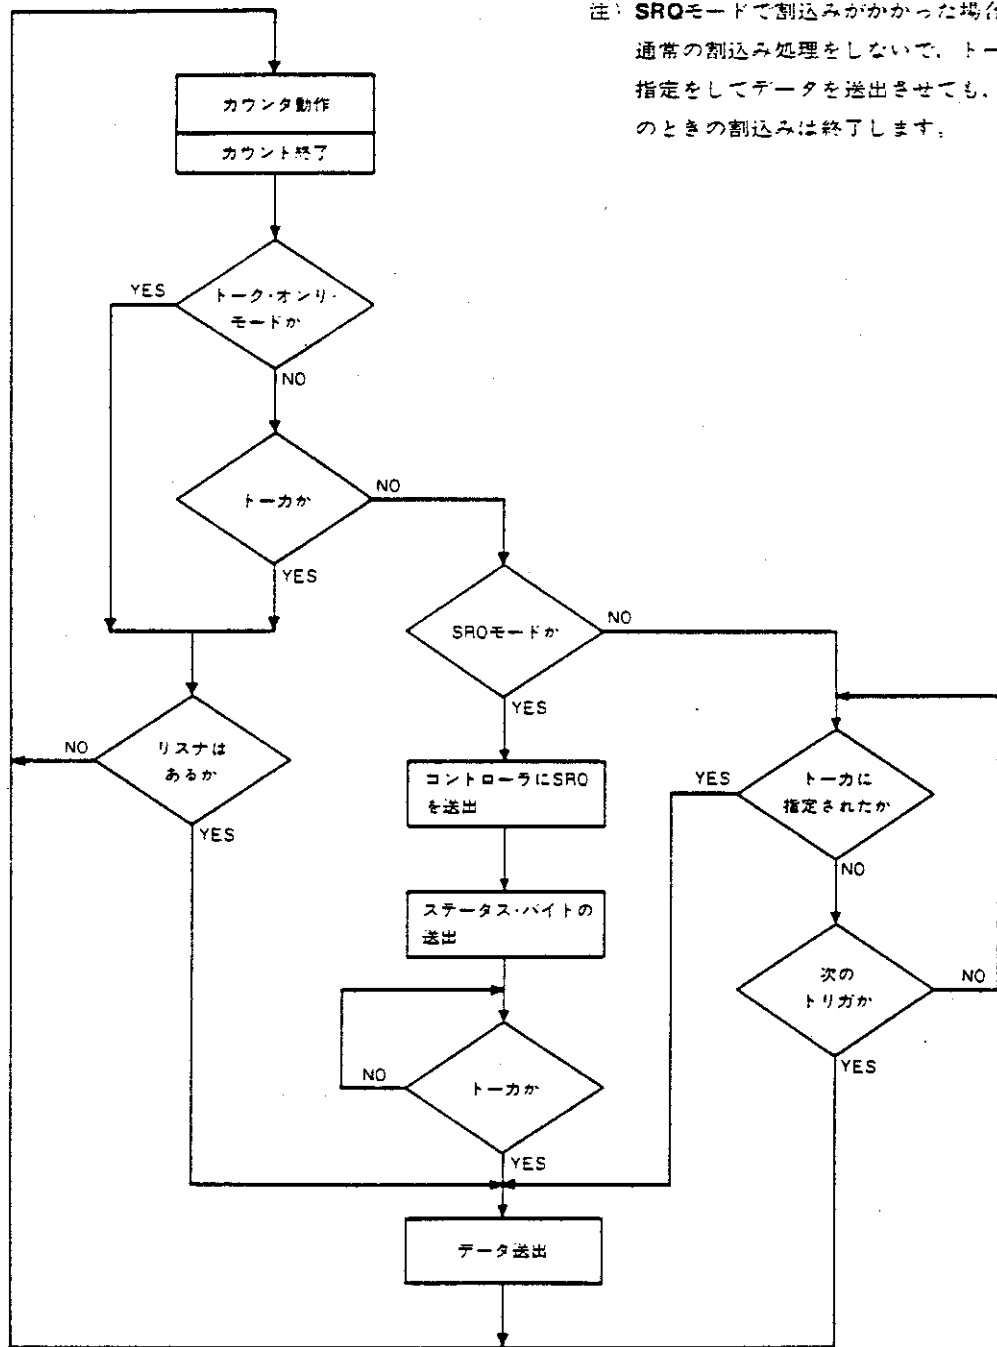 注) SRQモードで割込みがかかった場合
通常の割込み処理をしないで、トー
指定をしてデータを送出させても、
のときの割込みは終了します。
カウンタ動作
カウント終了
トーク・オンリ・
モードか
YES
NO
トーカか
NO
YES
SRQモードか
NO
YES
リスナは
あるか
NO
YES
コントローラにSRQ
を送出
トーカに
指定されたか
YES
NO
ステータス・バイトの
送出
次の
トリガか
NO
YES
トーカか
NO
YES
データ送出